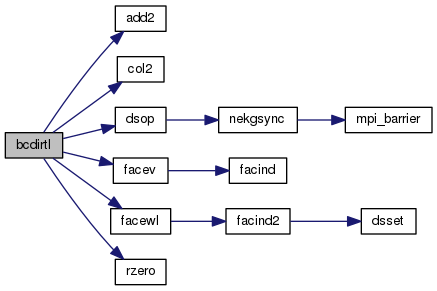 add2
col2
dsop
nekgsync
mpi_barrier
bcdirtl
facev
facind
facewl
facind2
dsset
rzero